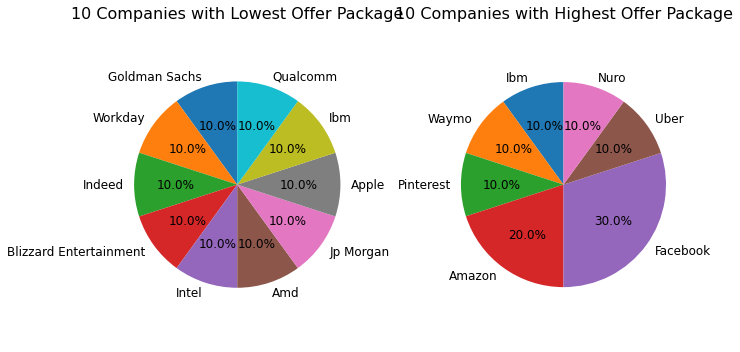 10 Companies with Lowest Offer Package
Goldman Sachs
10.0%
Workday
10.0%
Indeed
10.0%
Blizzard Entertainment
10.0%
Intel
10.0%
Amd
10.0%
Jp Morgan
10.0%
Apple
10.0%
Ibm
10.0%
Qualcomm
10.0%
10 Companies with Highest Offer Package
Ibm
10.0%
Waymo
10.0%
Pinterest
10.0%
Amazon
20.0%
Facebook
30.0%
Uber
10.0%
Nuro
10.0%